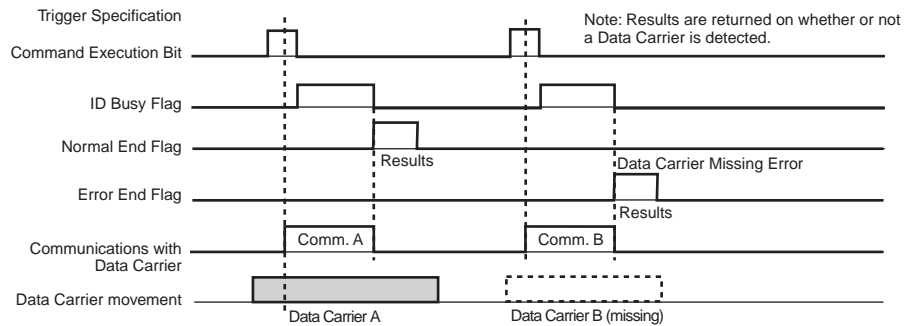 Trigger Specification
Note: Results are returned on whether or not
a Data Carrier is detected.
Command Execution Bit
ID Busy Flag
Normal End Flag
Results
Data Carrier Missing Error
Error End Flag
Results
Communications with
Data Carrier
Comm. A
Comm. B
Data Carrier movement
Data Carrier A
Data Carrier B (missing)